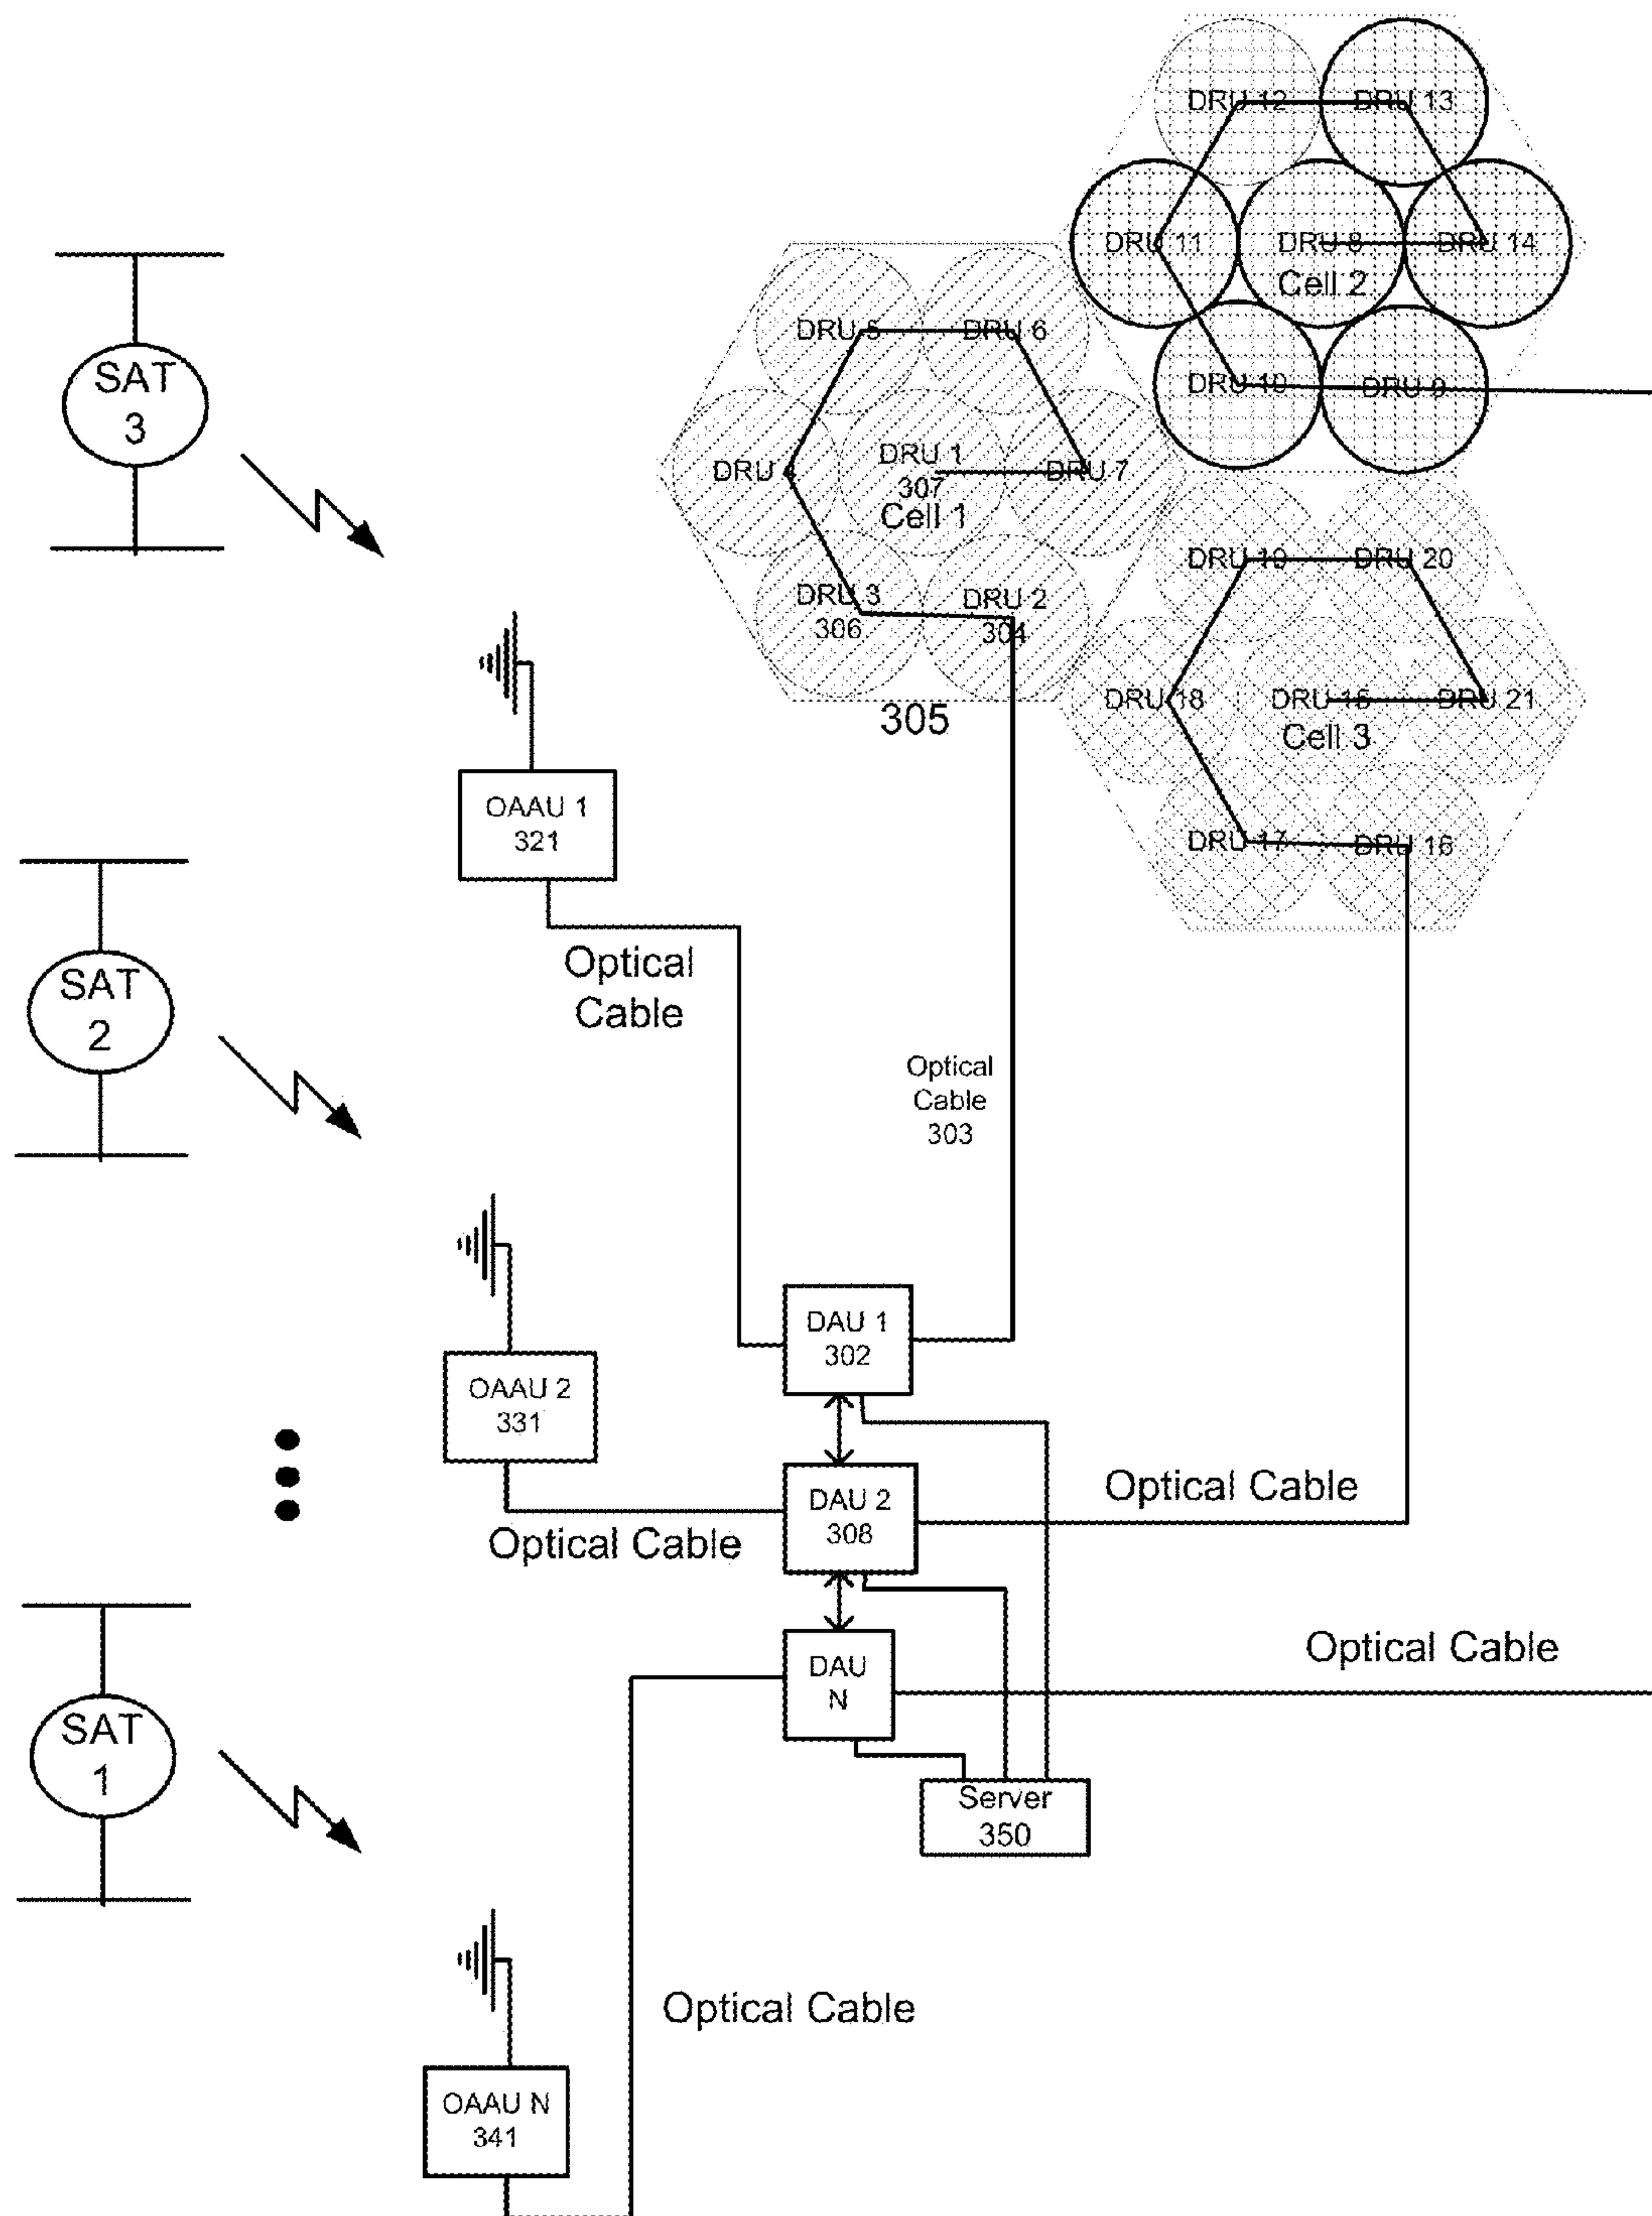 DRU 12
DRU 13
DRU 11
DRU 8
DRU 14
Cell 2
DRU 10
DRU 9
DRU 5
DRU 6
DRU 4
DRU 1
307
DRU 7
Cell 1
DRU 3
306
DRU 2
304
305
DRU 19
DRU 20
DRU 18
DRU 15
DRU 21
Cell 3
DRU 17
DRU 16
SAT
3
OAAU 1
321
Optical
Cable
SAT
2
Optical
Cable
303
DAU 1
302
OAAU 2
331
Optical Cable
DAU 2
308
Optical Cable
DAU
N
Optical Cable
SAT
1
Server
350
Optical Cable
OAAU N
341